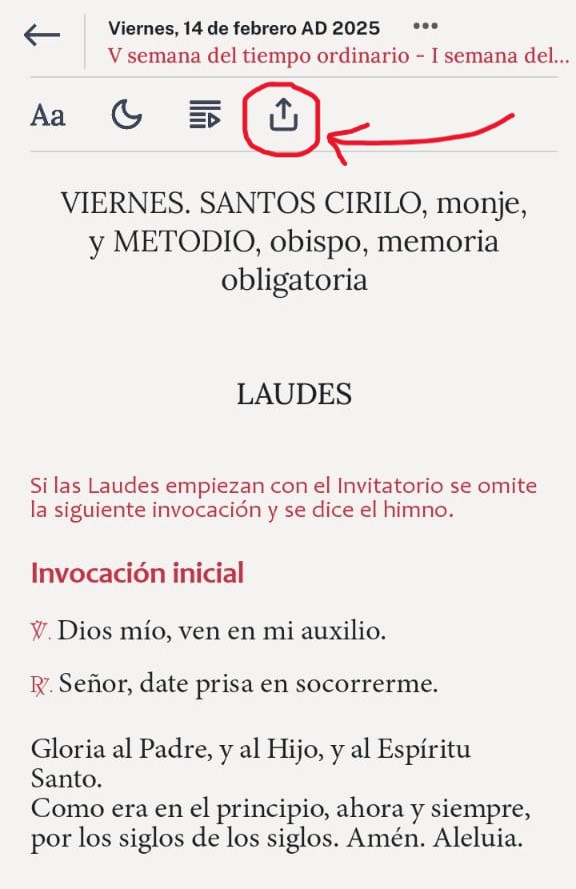 Viernes, 14 de febrero AD 2025
V semana del tiempo ordinario - I semana del...
Aa
VIERNES. SANTOS CIRILO, monje,
y METODIO, obispo, memoria
obligatoria
LAUDES
Si las Laudes empiezan con el Invitatorio se omite
la siguiente invocación y se dice el himno.
Invocación inicial
℣. Dios mío, ven en mi auxilio.
℟. Señor, date prisa en socorrerme.
Gloria al Padre, y al Hijo, y al Espíritu
Santo.
Como era en el principio, ahora y siempre,
por los siglos de los siglos. Amén. Aleluia.